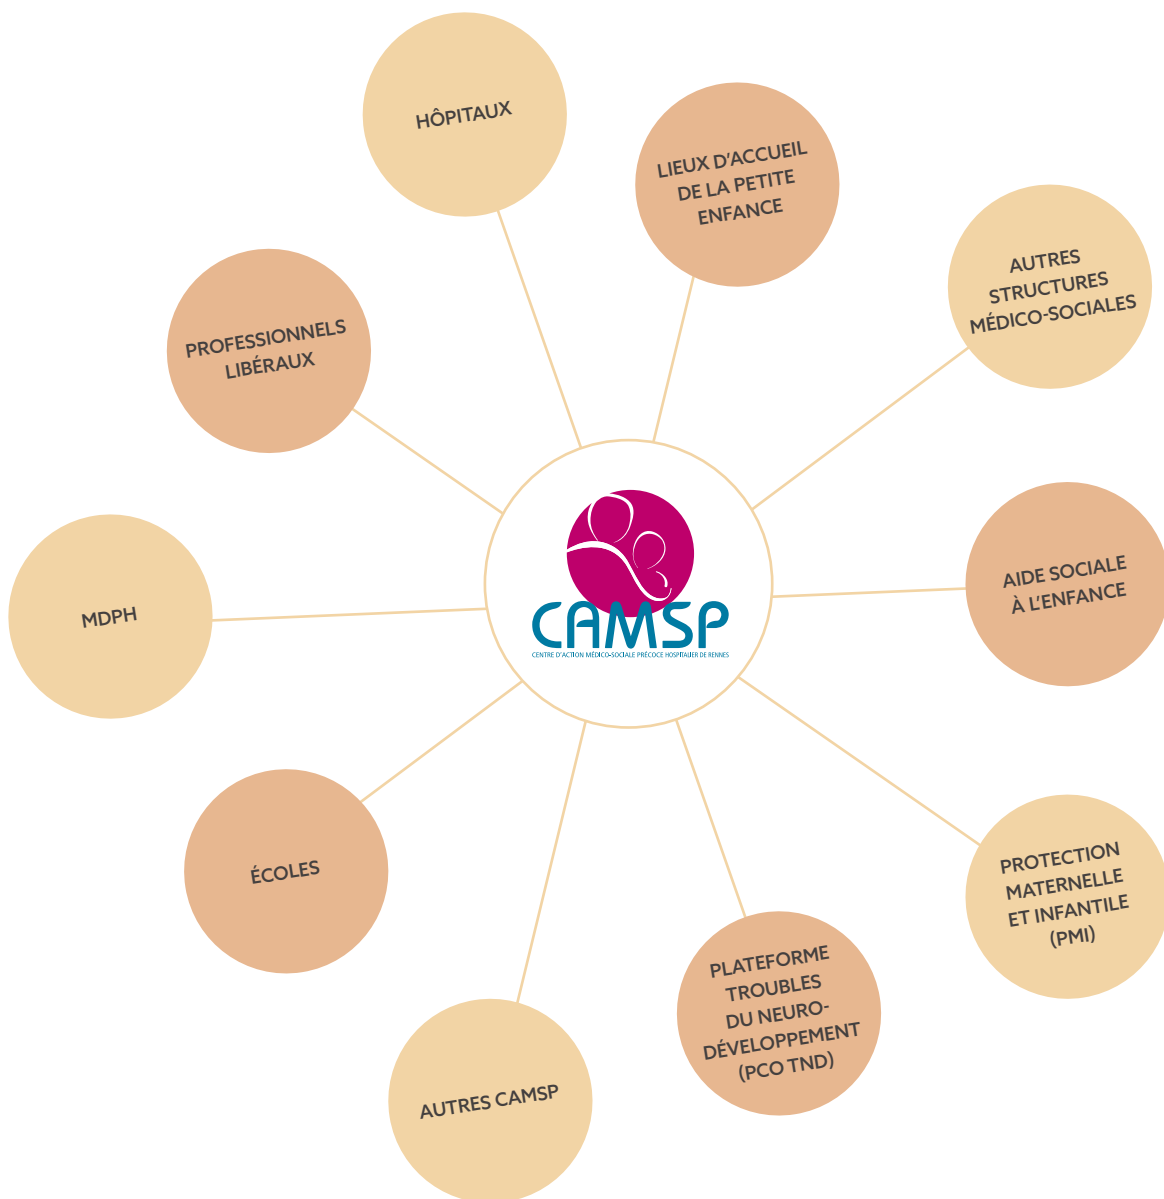 HÔPITAUX
LIEUX D'ACCUEIL
DE LA PETITE
ENFANCE
AUTRES
STRUCTURES
MÉDICO-SOCIALES
PROFESSIONNELS
LIBÉRAUX
AIDE SOCIALE
À L'ENFANCE
MDPH
CAMSP
CENTRE D'ACTION MÉDICO-SOCIALE PRÉCOCE HOSPITALIER DE RENNES
ÉCOLES
PROTECTION
MATERNELLE
ET INFANTILE
(PMI)
PLATEFORME
TROUBLES
DU NEURO-
DÉVELOPPEMENT
(PCO TND)
AUTRES CAMSP